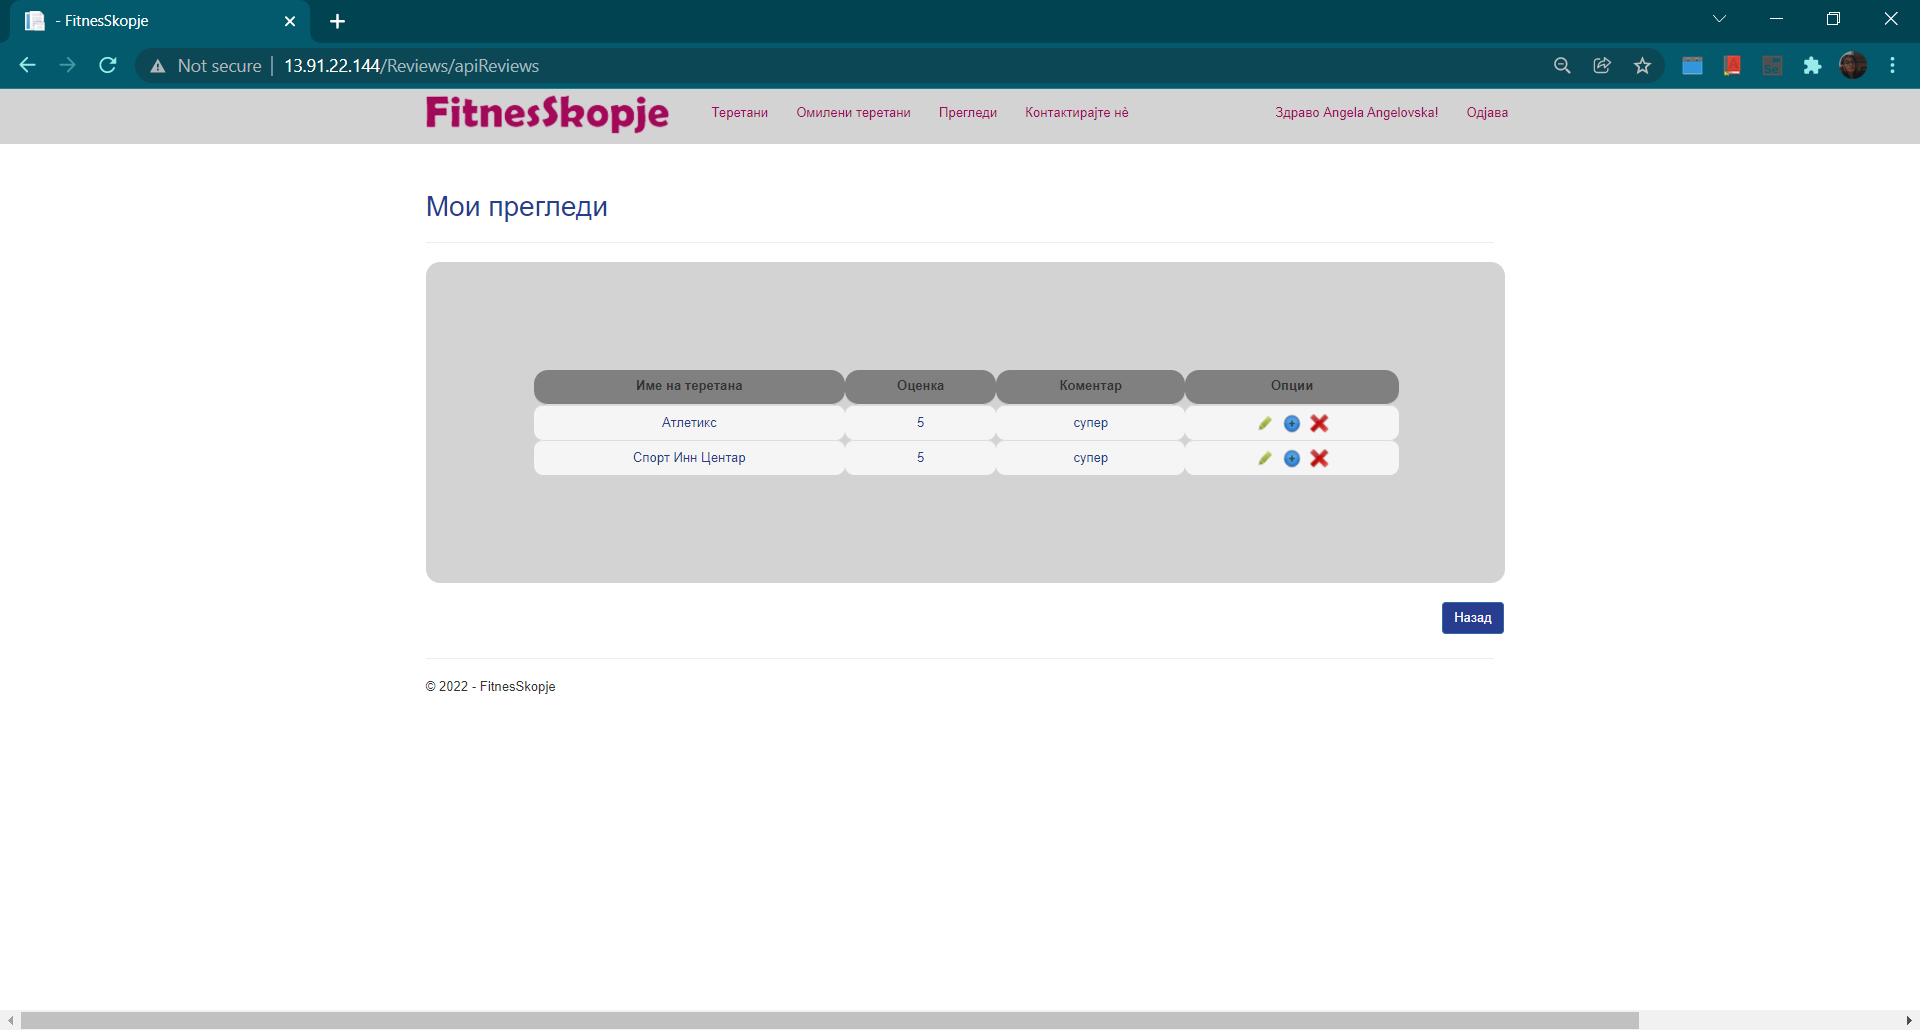 - FitnesSkopje
Not secure 13.91.22.144/Reviews/apiReviews
FitnesSkopje Теретани Омилени теретани Прегледи Контактирајте нѐ Здраво Angela Angelovska! Одјава
Мои прегледи
Име на теретана Оценка Коментар Опции
Атлетикс 5 супер
Спорт Инн Центар 5 супер
Назад
© 2022 - FitnesSkopje